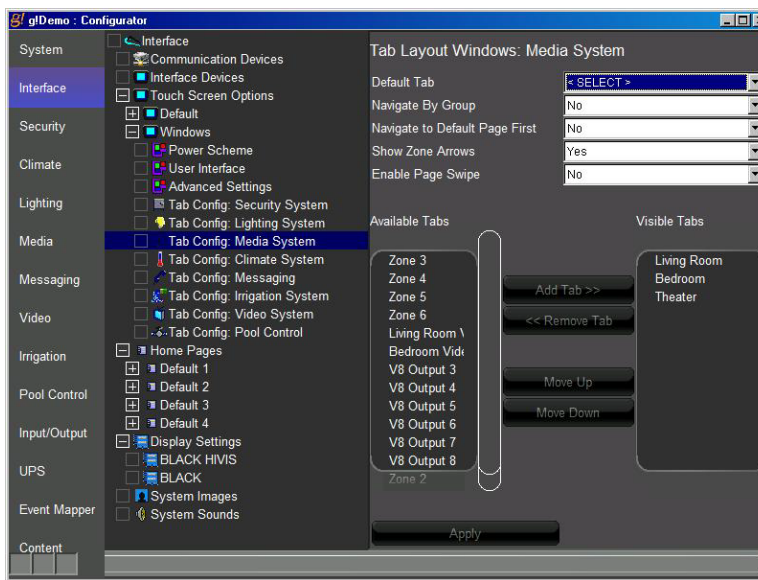 g! g!Demo : Configurator
System
Interface
Security
Climate
Lighting
Media
Messaging
Video
Irrigation
Pool Control
Input/Output
UPS
Event Mapper
Content
Interface
Communication Devices
Interface Devices
Touch Screen Options
Default
Windows
Power Scheme
User Interface
Advanced Settings
Tab Config: Security System
Tab Config: Lighting System
Tab Config: Media System
Tab Config: Climate System
Tab Config: Messaging
Tab Config: Irrigation System
Tab Config: Video System
Tab Config: Pool Control
Home Pages
Default 1
Default 2
Default 3
Default 4
Display Settings
BLACK HIVIS
BLACK
System Images
System Sounds
Tab Layout Windows: Media System
Default Tab < SELECT >
Navigate By Group No
Navigate to Default Page First No
Show Zone Arrows Yes
Enable Page Swipe No
Available Tabs
Zone 3
Zone 4
Zone 5
Zone 6
Living Room V
Bedroom Vide
V8 Output 3
V8 Output 4
V8 Output 5
V8 Output 6
V8 Output 7
V8 Output 8
Zone 2
Add Tab >>
<< Remove Tab
Move Up
Move Down
Visible Tabs
Living Room
Bedroom
Theater
Apply